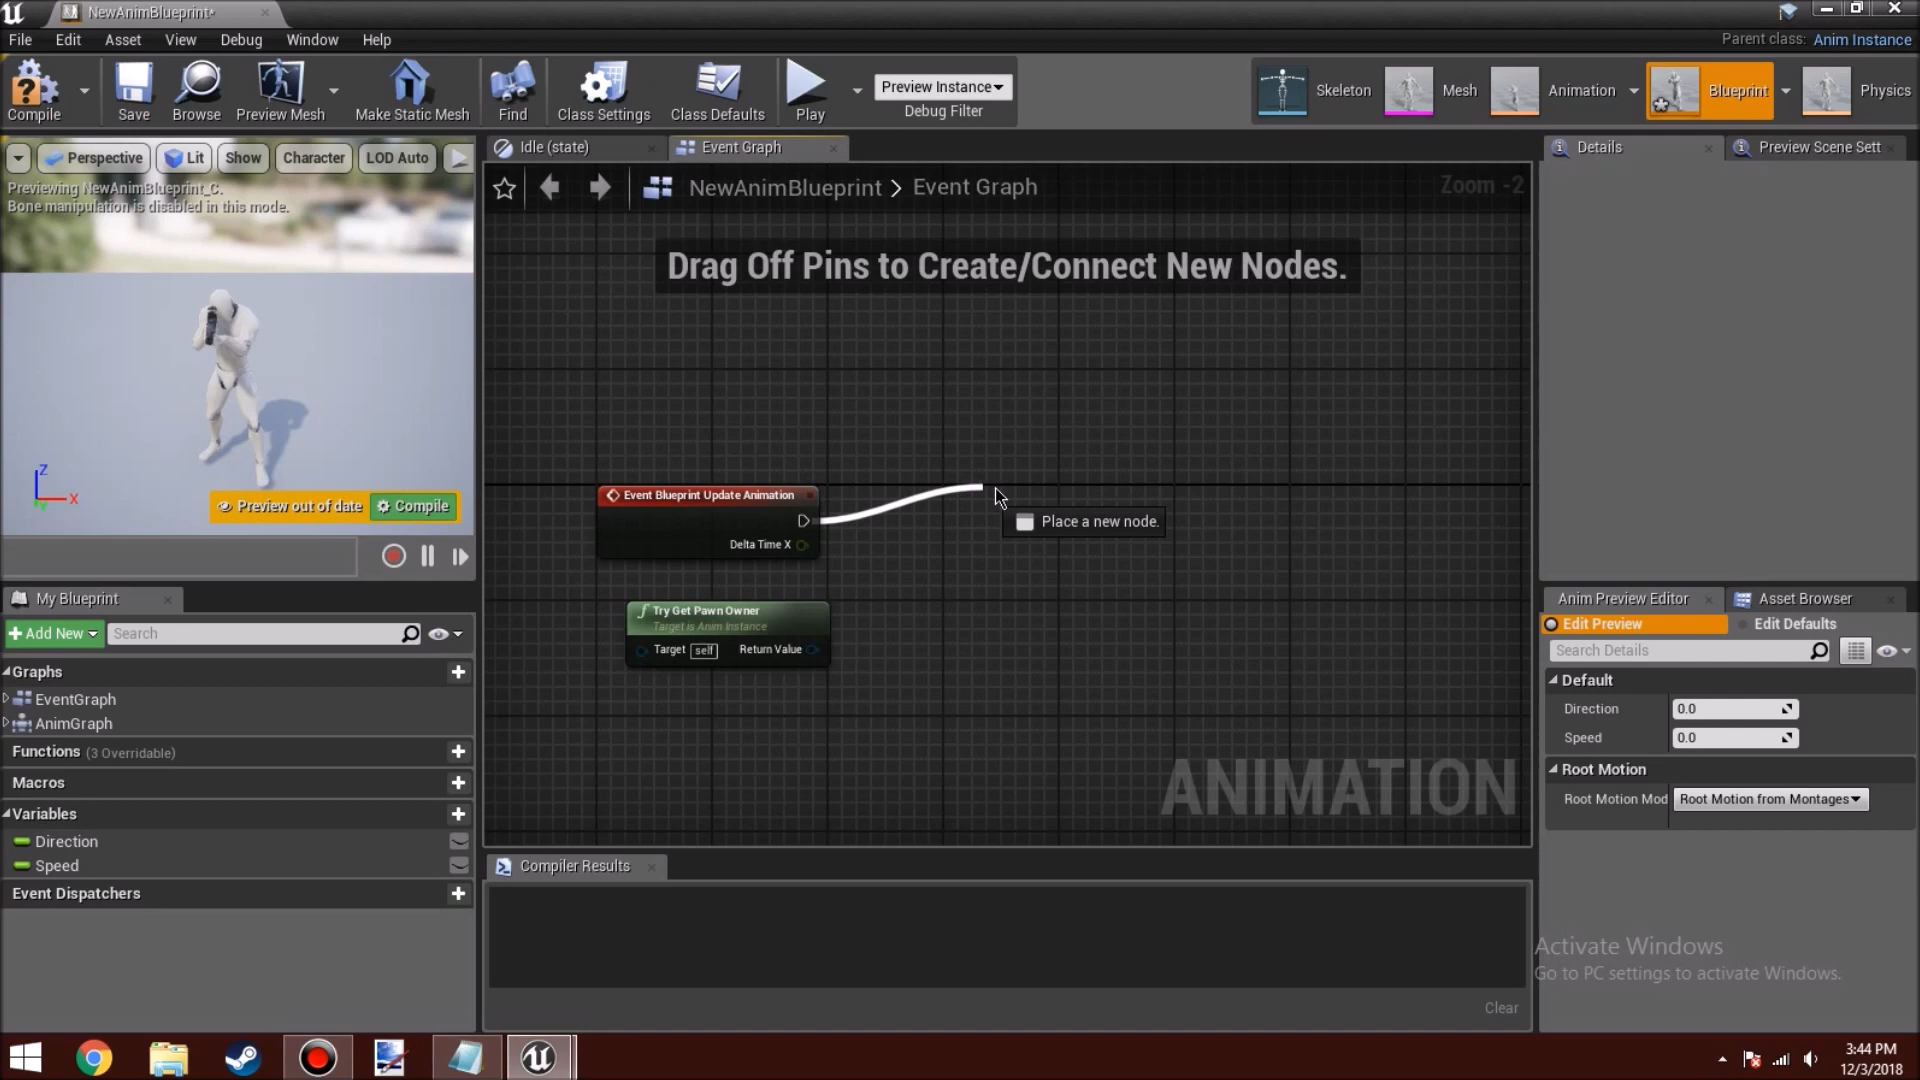 NewAnimBlueprint*
File Edit Asset View Debug Window Help
Parent class: Anim Instance
Compile
Save
Browse
Preview Mesh
Make Static Mesh
Find
Class Settings
Class Defaults
Play
Preview Instance
Debug Filter
Skeleton
Mesh
Animation
Blueprint
Physics
Perspective
Lit
Show
Character
LOD Auto
Previewing NewAnimBlueprint_C.
Bone manipulation is disabled in this mode.
Z
X
Y
Preview out of date
Compile
Idle (state)
Event Graph
NewAnimBlueprint > Event Graph
Zoom -2
Drag Off Pins to Create/Connect New Nodes.
Event Blueprint Update Animation
Delta Time X
Place a new node.
f Try Get Pawn Owner
Target is Anim Instance
Target self Return Value
ANIMATION
Details
Preview Scene Sett
My Blueprint
Add New
Search
Graphs
EventGraph
AnimGraph
Functions (3 Overridable)
Macros
Variables
Direction
Speed
Event Dispatchers
Compiler Results
Clear
Anim Preview Editor
Asset Browser
Edit Preview
Edit Defaults
Search Details
Default
Direction 0.0
Speed 0.0
Root Motion
Root Motion Mod Root Motion from Montages
Activate Windows
Go to PC settings to activate Windows.
3:44 PM
12/3/2018